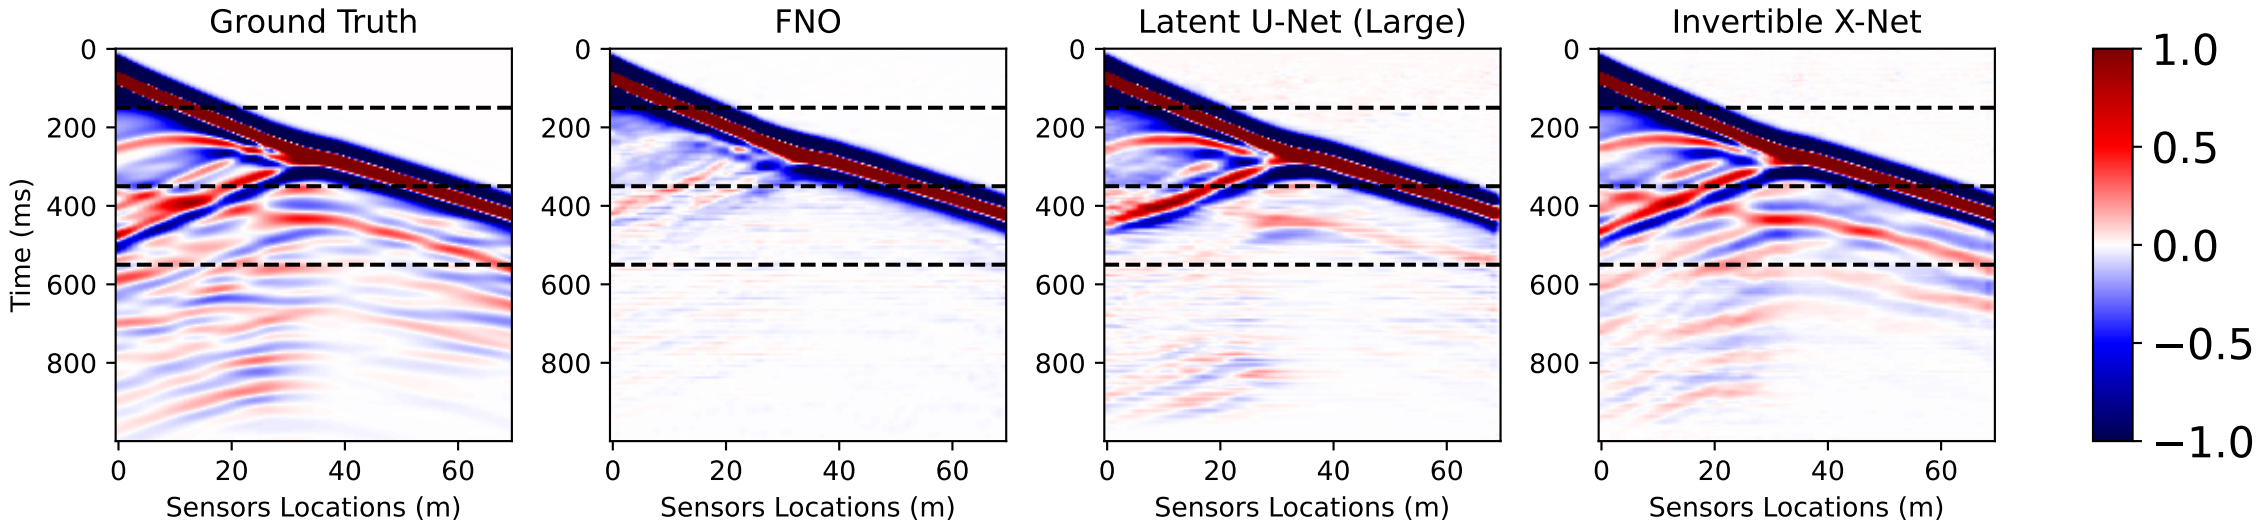 Ground Truth
FNO
Latent U-Net (Large)
Invertible X-Net
Time (ms)
0
200
400
600
800
0
200
400
600
800
0
200
400
600
800
0
200
400
600
800
0 20 40 60
0 20 40 60
0 20 40 60
0 20 40 60
Sensors Locations (m)
Sensors Locations (m)
Sensors Locations (m)
Sensors Locations (m)
1.0
0.5
0.0
−0.5
−1.0